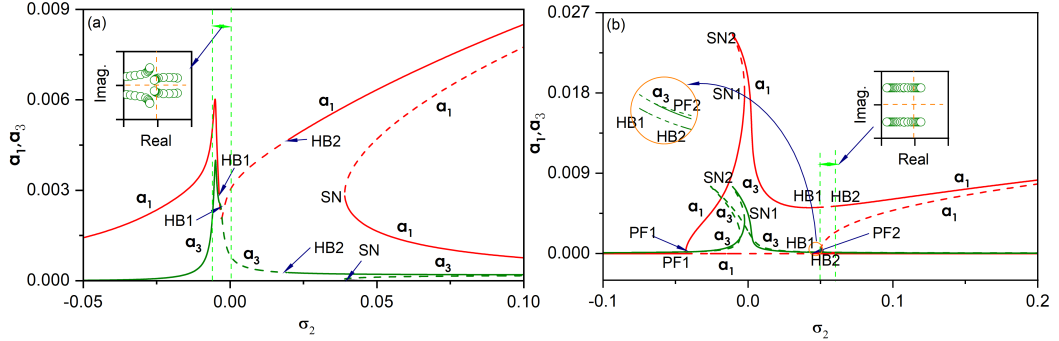 (a)
0.009
0.006
0.003
0.000
-0.05
0.00
0.05
0.10
σ2
a1, a3
Imag.
Real
a1
a3
HB1
HB1
a1
HB2
a1
SN
a1
a3
HB2
SN
a3
(b)
0.027
0.018
0.009
0.000
-0.1
0.0
0.1
0.2
σ2
a1, a3
SN2
SN1
a1
a3
PF2
HB1
HB2
Imag.
Real
SN2
a3
a3
SN1
a3
a3
a1
PF1
PF1
a1
HB1
HB2
a1
a1
HB1
PF2
HB2